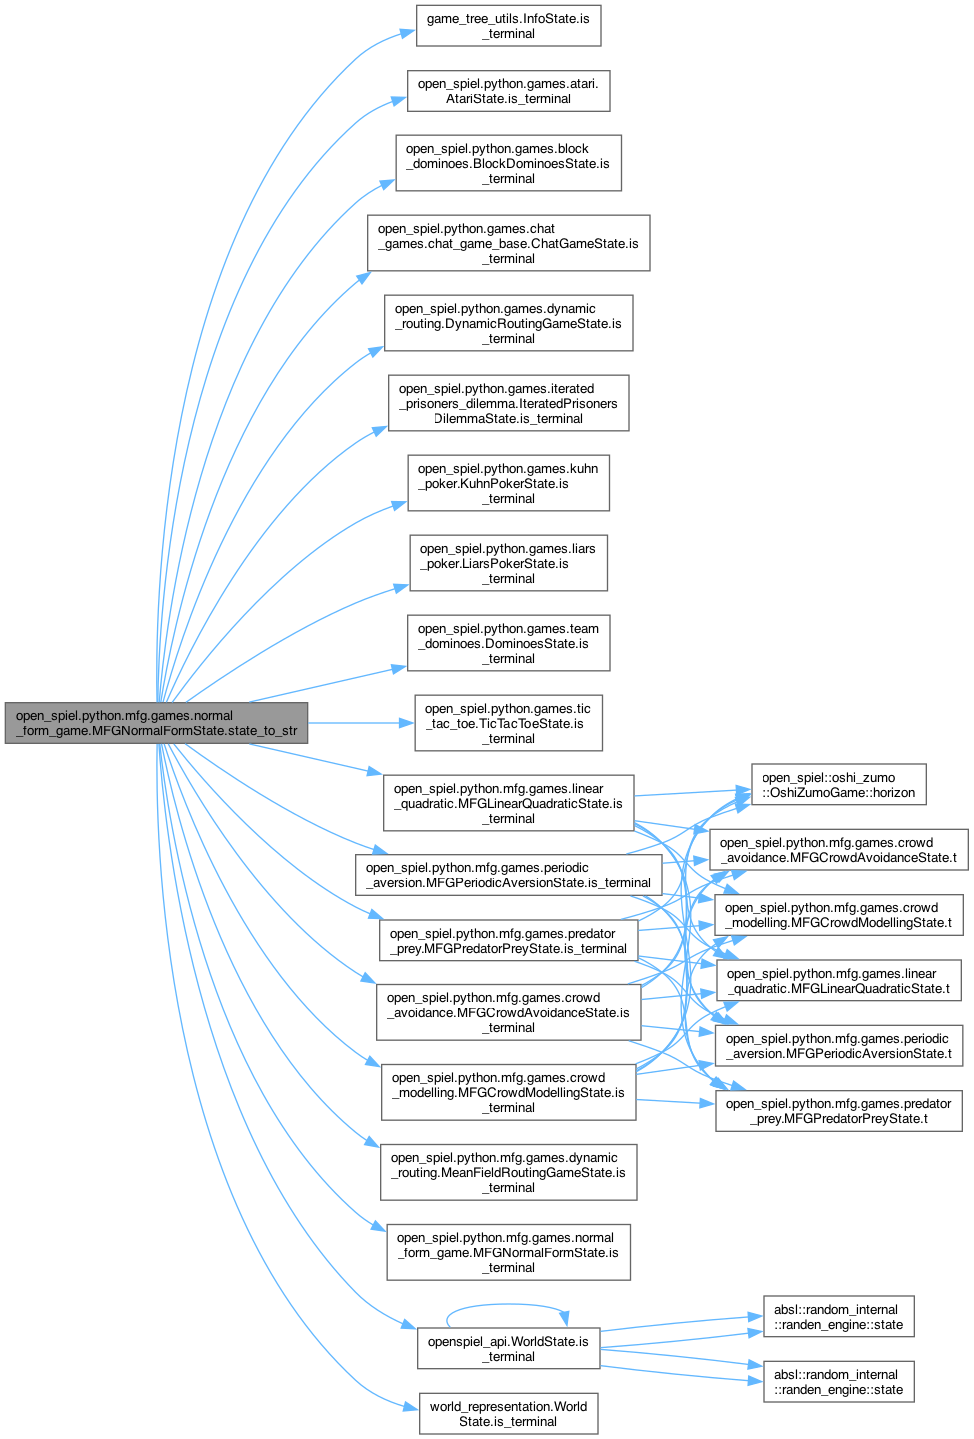 game_tree_utils.InfoState.is
_terminal
open_spiel.python.games.atari.
AtariState.is_terminal
open_spiel.python.games.block
_dominoes.BlockDominoesState.is
_terminal
open_spiel.python.games.chat
_games.chat_game_base.ChatGameState.is
_terminal
open_spiel.python.games.dynamic
_routing.DynamicRoutingGameState.is
_terminal
open_spiel.python.games.iterated
_prisoners_dilemma.IteratedPrisoners
DilemmaState.is_terminal
open_spiel.python.games.kuhn
_poker.KuhnPokerState.is
_terminal
open_spiel.python.games.liars
_poker.LiarsPokerState.is
_terminal
open_spiel.python.games.team
_dominoes.DominoesState.is
_terminal
open_spiel.python.mfg.games.normal
_form_game.MFGNormalFormState.state_to_str
open_spiel.python.games.tic
_tac_toe.TicTacToeState.is
_terminal
open_spiel.python.mfg.games.linear
_quadratic.MFGLinearQuadraticState.is
_terminal
open_spiel.python.mfg.games.periodic
_aversion.MFGPeriodicAversionState.is_terminal
open_spiel.python.mfg.games.predator
_prey.MFGPredatorPreyState.is_terminal
open_spiel.python.mfg.games.crowd
_avoidance.MFGCrowdAvoidanceState.is
_terminal
open_spiel.python.mfg.games.crowd
_modelling.MFGCrowdModellingState.is
_terminal
open_spiel.python.mfg.games.dynamic
_routing.MeanFieldRoutingGameState.is
_terminal
open_spiel.python.mfg.games.normal
_form_game.MFGNormalFormState.is
_terminal
openspiel_api.WorldState.is
_terminal
world_representation.World
State.is_terminal
open_spiel::oshi_zumo
::OshiZumoGame::horizon
open_spiel.python.mfg.games.crowd
_avoidance.MFGCrowdAvoidanceState.t
open_spiel.python.mfg.games.crowd
_modelling.MFGCrowdModellingState.t
open_spiel.python.mfg.games.linear
_quadratic.MFGLinearQuadraticState.t
open_spiel.python.mfg.games.periodic
_aversion.MFGPeriodicAversionState.t
open_spiel.python.mfg.games.predator
_prey.MFGPredatorPreyState.t
absl::random_internal
::randen_engine::state
absl::random_internal
::randen_engine::state